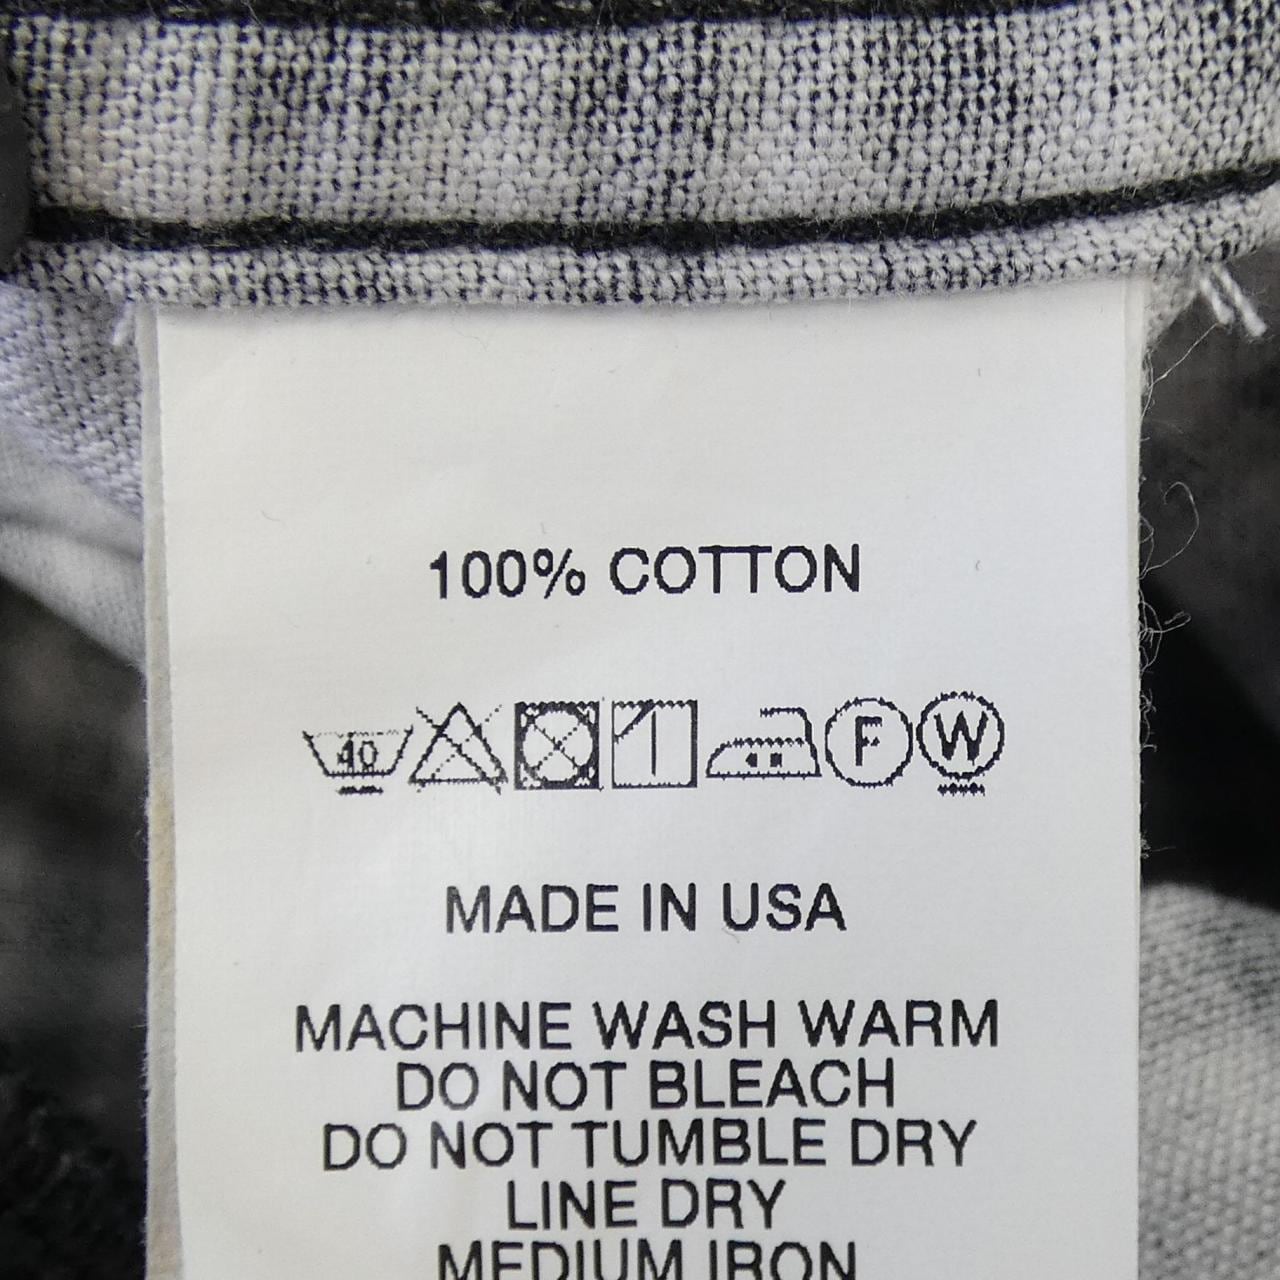 100% COTTON
40 F W
MADE IN USA
MACHINE WASH WARM
DO NOT BLEACH
DO NOT TUMBLE DRY
LINE DRY
MEDIUM IRON